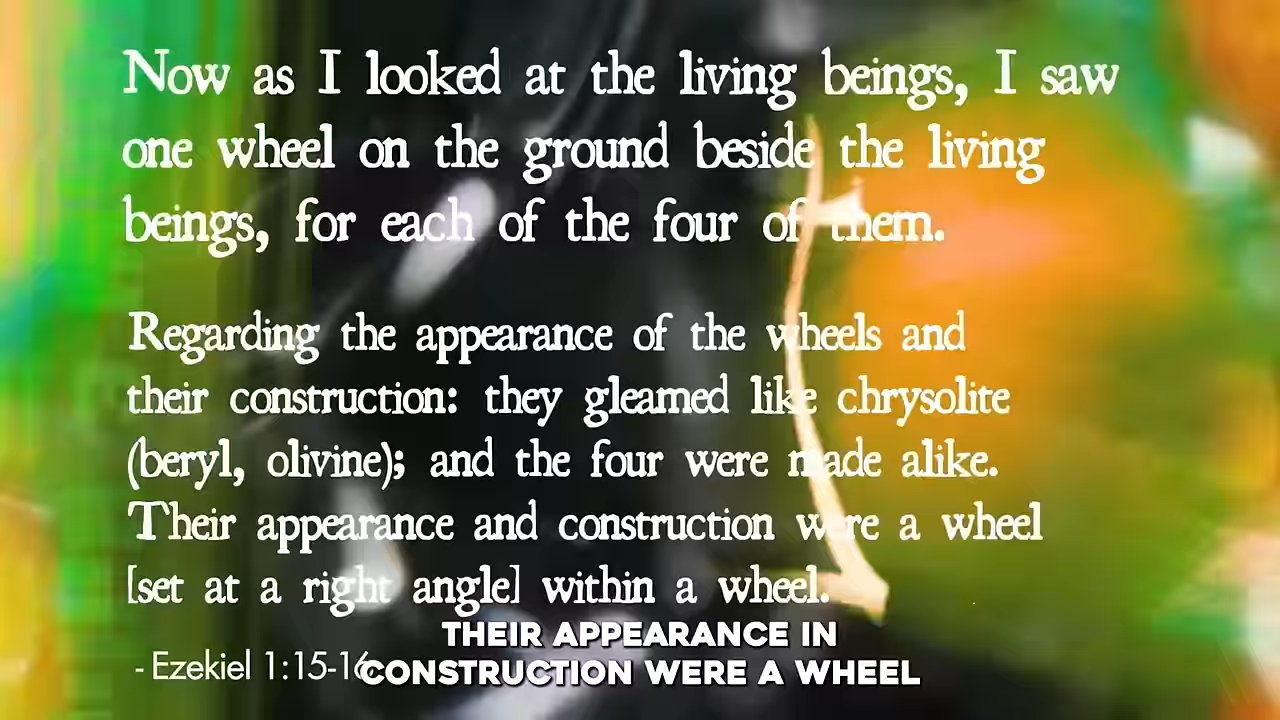 Now as I looked at the living beings, I saw
one wheel on the ground beside the living
beings, for each of the four of them.
Regarding the appearance of the wheels and
their construction: they gleamed like chrysolite
(beryl, olivine); and the four were made alike.
Their appearance and construction were a wheel
[set at a right angle] within a wheel.
THEIR APPEARANCE IN
- Ezekiel 1:15-16
CONSTRUCTION WERE A WHEEL